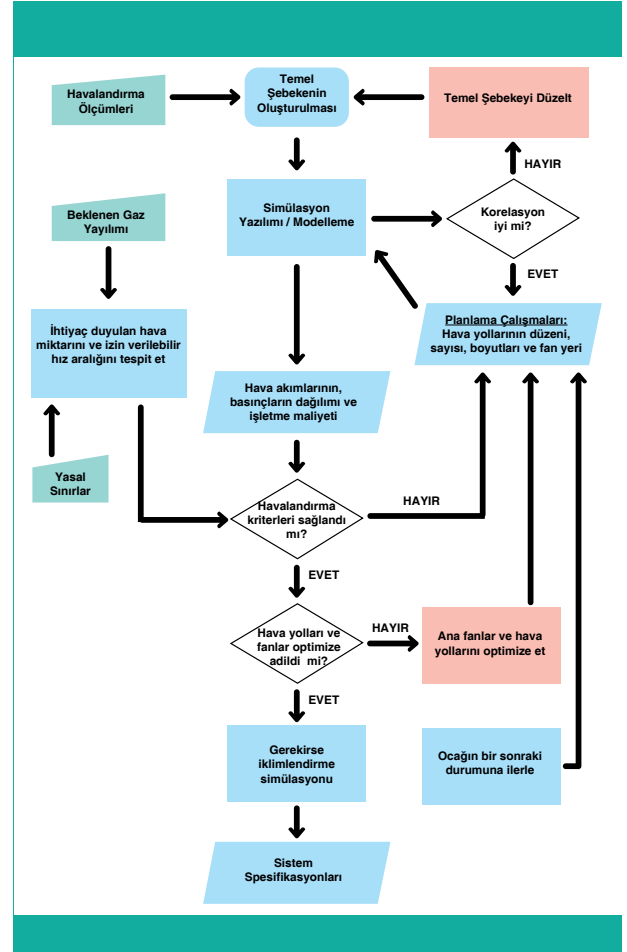 Havalandırma
Ölçümleri
Temel
Şebekenin
Oluşturulması
Temel Şebekeyi Düzelt
HAYIR
Beklenen Gaz
Yayılımı
Simülasyon
Yazılımı / Modelleme
Korelasyon
iyi mi?
EVET
İhtiyaç duyulan hava
miktarını ve izin verilebilir
hız aralığını tespit et
Planlama Çalışmaları:
Hava yollarının düzeni,
sayısı, boyutları ve fan yeri
Hava akımlarının,
basınçların dağılımı ve
işletme maliyeti
Yasal
Sınırlar
Havalandırma
kriterleri sağlandı
mı?
HAYIR
EVET
Hava yolları ve
fanlar optimize
adildi mi?
HAYIR
Ana fanlar ve hava
yollarını optimize et
EVET
Gerekirse
iklimlendirme
simülasyonu
Ocağın bir sonraki
durumuna ilerle
Sistem
Spesifikasyonları